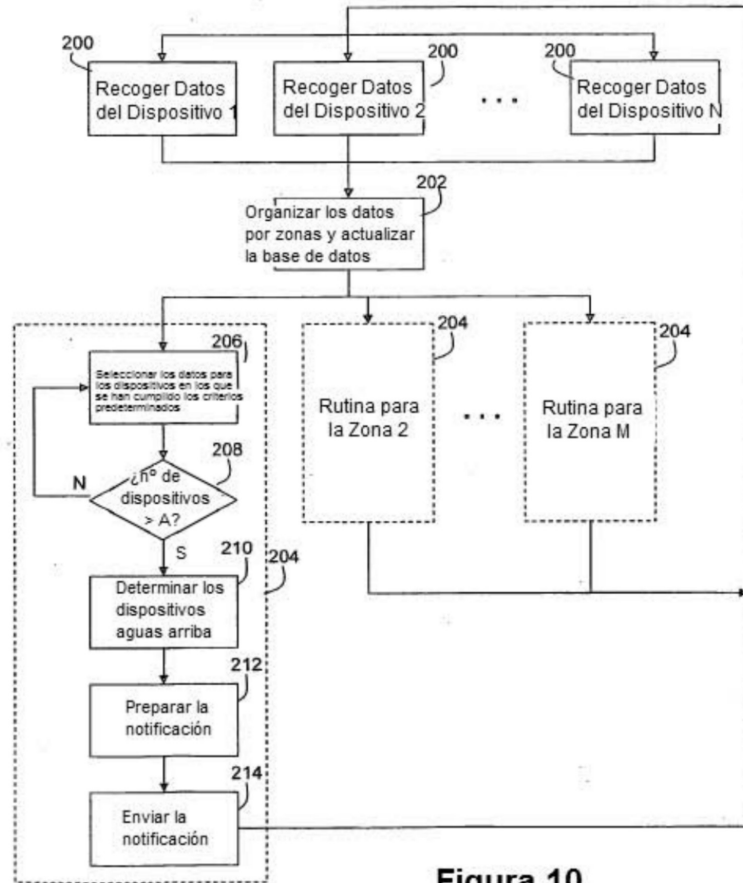 200
Recoger Datos
del Dispositivo 1
Recoger Datos
del Dispositivo 2
200
. . .
200
Recoger Datos
del Dispositivo N
202
Organizar los datos
por zonas y actualizar
la base de datos
206
Seleccionar los datos para
los dispositivos en los que
se han cumplido los criterios
predeterminados
204
Rutina para
la Zona 2
. . .
204
Rutina para
la Zona M
208
¿hº de
dispositivos
> A?
N
S
210
Determinar los
dispositivos
aguas arriba
204
212
Preparar la
notificación
214
Enviar la
notificación
Figura 10